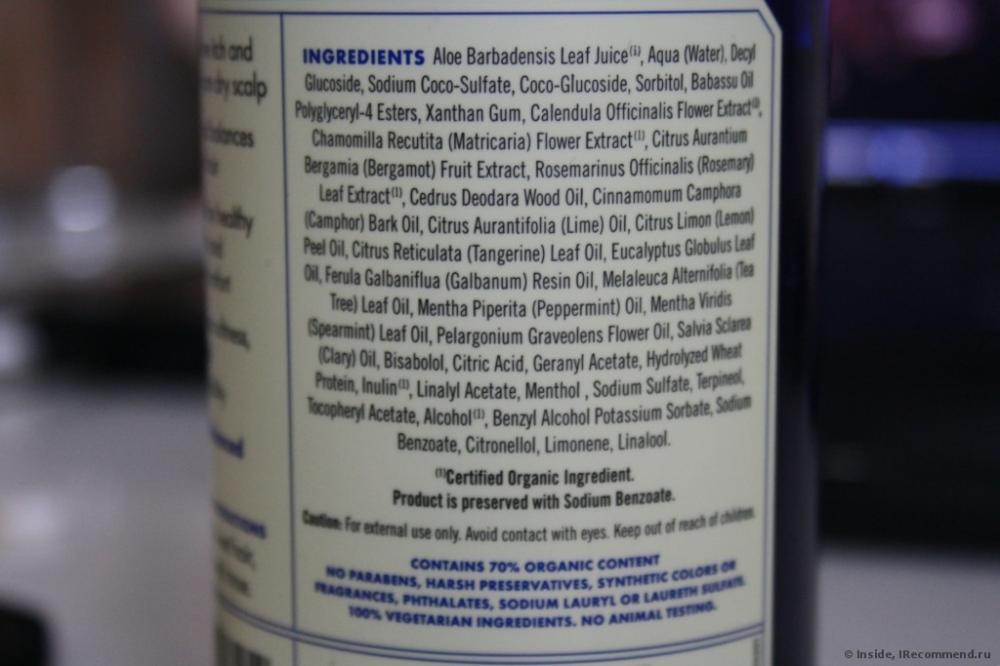 itch and
dry scalp
balances
healthy
INGREDIENTS Aloe Barbadensis Leaf Juice⁽¹⁾, Aqua (Water), Decyl
Glucoside, Sodium Coco-Sulfate, Coco-Glucoside, Sorbitol, Babassu Oil
Polyglyceryl-4 Esters, Xanthan Gum, Calendula Officinalis Flower Extract⁽¹⁾,
Chamomilla Recutita (Matricaria) Flower Extract⁽¹⁾, Citrus Aurantium
Bergamia (Bergamot) Fruit Extract, Rosemarinus Officinalis (Rosemary)
Leaf Extract⁽¹⁾, Cedrus Deodara Wood Oil, Cinnamomum Camphora
(Camphor) Bark Oil, Citrus Aurantifolia (Lime) Oil, Citrus Limon (Lemon)
Peel Oil, Citrus Reticulata (Tangerine) Leaf Oil, Eucalyptus Globulus Leaf
Oil, Ferula Galbaniflua (Galbanum) Resin Oil, Melaleuca Alternifolia (Tea
Tree) Leaf Oil, Mentha Piperita (Peppermint) Oil, Mentha Viridis
(Spearmint) Leaf Oil, Pelargonium Graveolens Flower Oil, Salvia Sclarea
(Clary) Oil, Bisabolol, Citric Acid, Geranyl Acetate, Hydrolyzed Wheat
Protein, Inulin⁽¹⁾, Linalyl Acetate, Menthol , Sodium Sulfate, Terpineol,
Tocopheryl Acetate, Alcohol⁽¹⁾, Benzyl Alcohol Potassium Sorbate, Sodium
Benzoate, Citronellol, Limonene, Linalool.
⁽¹⁾Certified Organic Ingredient.
Product is preserved with Sodium Benzoate.
Caution: For external use only. Avoid contact with eyes. Keep out of reach of children.
CONTAINS 70% ORGANIC CONTENT
NO PARABENS, HARSH PRESERVATIVES, SYNTHETIC COLORS OR
FRAGRANCES, PHTHALATES, SODIUM LAURYL OR LAURETH SULFATE.
100% VEGETARIAN INGREDIENTS. NO ANIMAL TESTING.
© Inside, IRecommend.ru